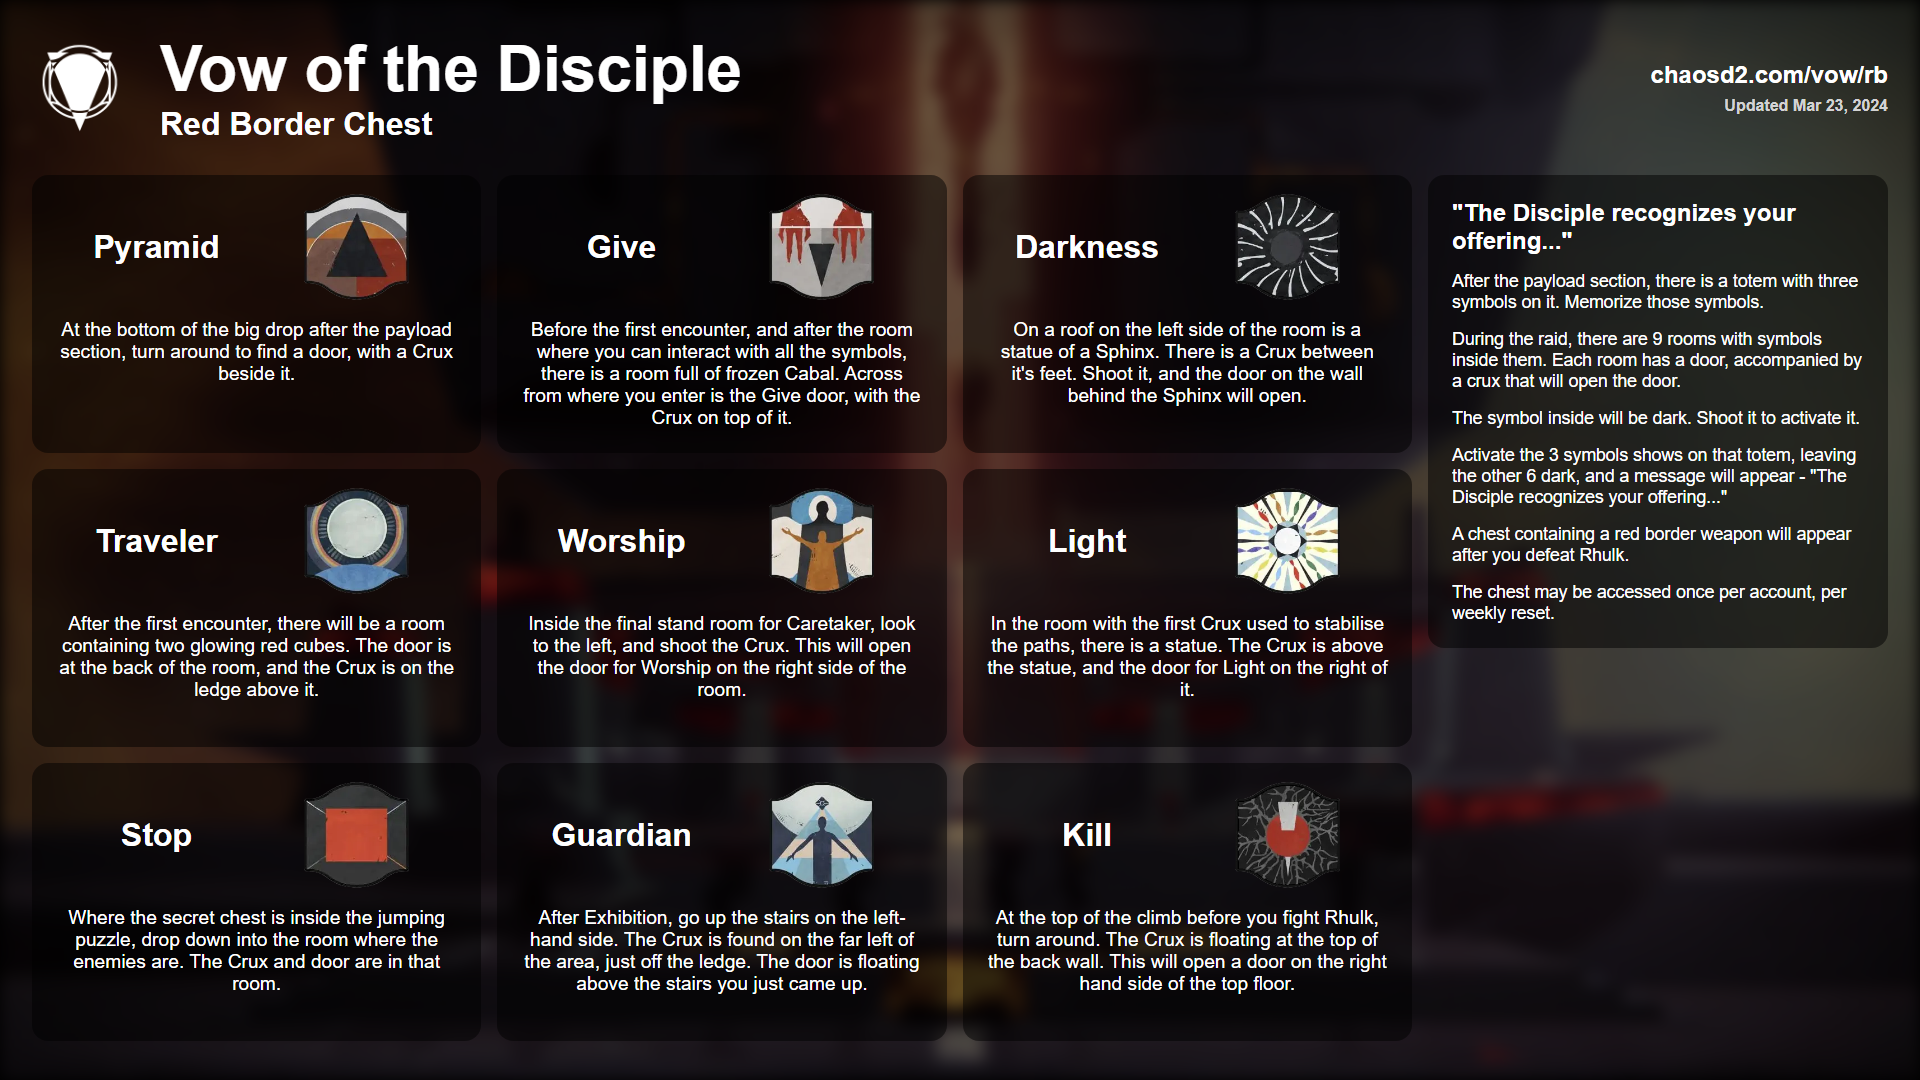 Vow of the Disciple
Red Border Chest
chaosd2.com/vow/rb
Updated Mar 23, 2024
Pyramid
At the bottom of the big drop after the payload
section, turn around to find a door, with a Crux
beside it.
Give
Before the first encounter, and after the room
where you can interact with all the symbols,
there is a room full of frozen Cabal. Across
from where you enter is the Give door, with the
Crux on top of it.
Darkness
On a roof on the left side of the room is a
statue of a Sphinx. There is a Crux between
it's feet. Shoot it, and the door on the wall
behind the Sphinx will open.
"The Disciple recognizes your
offering..."
After the payload section, there is a totem with three
symbols on it. Memorize those symbols.
During the raid, there are 9 rooms with symbols
inside them. Each room has a door, accompanied by
a crux that will open the door.
The symbol inside will be dark. Shoot it to activate it.
Activate the 3 symbols shows on that totem, leaving
the other 6 dark, and a message will appear - "The
Disciple recognizes your offering..."
A chest containing a red border weapon will appear
after you defeat Rhulk.
The chest may be accessed once per account, per
weekly reset.
Traveler
After the first encounter, there will be a room
containing two glowing red cubes. The door is
at the back of the room, and the Crux is on the
ledge above it.
Worship
Inside the final stand room for Caretaker, look
to the left, and shoot the Crux. This will open
the door for Worship on the right side of the
room.
Light
In the room with the first Crux used to stabilise
the paths, there is a statue. The Crux is above
the statue, and the door for Light on the right of
it.
Stop
Where the secret chest is inside the jumping
puzzle, drop down into the room where the
enemies are. The Crux and door are in that
room.
Guardian
After Exhibition, go up the stairs on the left-
hand side. The Crux is found on the far left of
the area, just off the ledge. The door is floating
above the stairs you just came up.
Kill
At the top of the climb before you fight Rhulk,
turn around. The Crux is floating at the top of
the back wall. This will open a door on the right
hand side of the top floor.